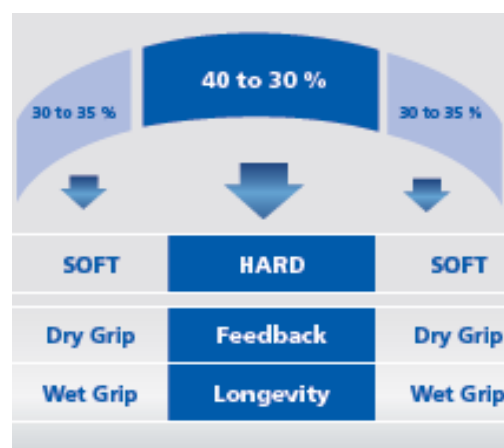 40 to 30 %
30 to 35 %
30 to 35 %
SOFT HARD SOFT
Dry Grip Feedback Dry Grip
Wet Grip Longevity Wet Grip